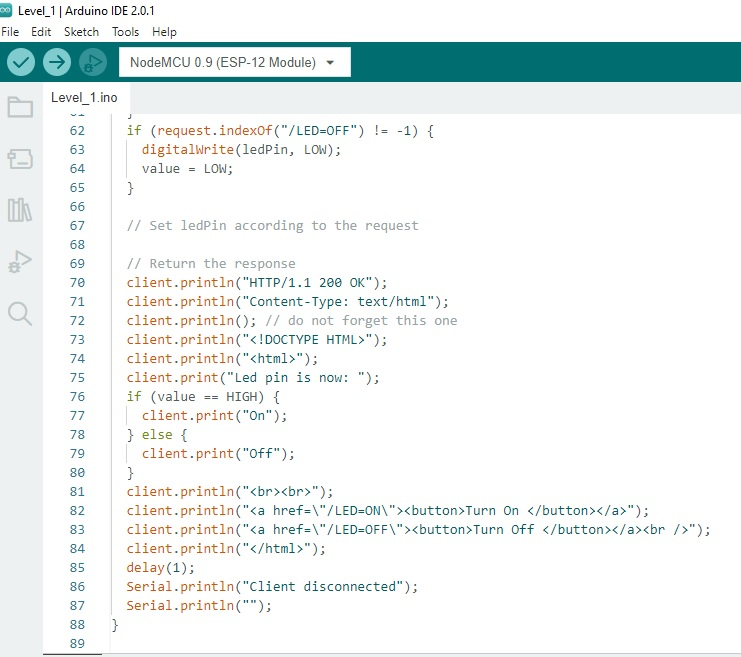 Level_1 | Arduino IDE 2.0.1
File Edit Sketch Tools Help
NodeMCU 0.9 (ESP-12 Module)
Level_1.ino
61 }
62 if (request.indexOf("/LED=OFF") != -1) {
63 digitalWrite(ledPin, LOW);
64 value = LOW;
65 }
66
67 // Set ledPin according to the request
68
69 // Return the response
70 client.println("HTTP/1.1 200 OK");
71 client.println("Content-Type: text/html");
72 client.println(); // do not forget this one
73 client.println("<!DOCTYPE HTML>");
74 client.println("<html>");
75 client.print("Led pin is now: ");
76 if (value == HIGH) {
77 client.print("On");
78 } else {
79 client.print("Off");
80 }
81 client.println("<br><br>");
82 client.println("<a href=\"/LED=ON\"><button>Turn On </button></a>");
83 client.println("<a href=\"/LED=OFF\"><button>Turn Off </button></a><br />");
84 client.println("</html>");
85 delay(1);
86 Serial.println("Client disconnected");
87 Serial.println("");
88 }
89